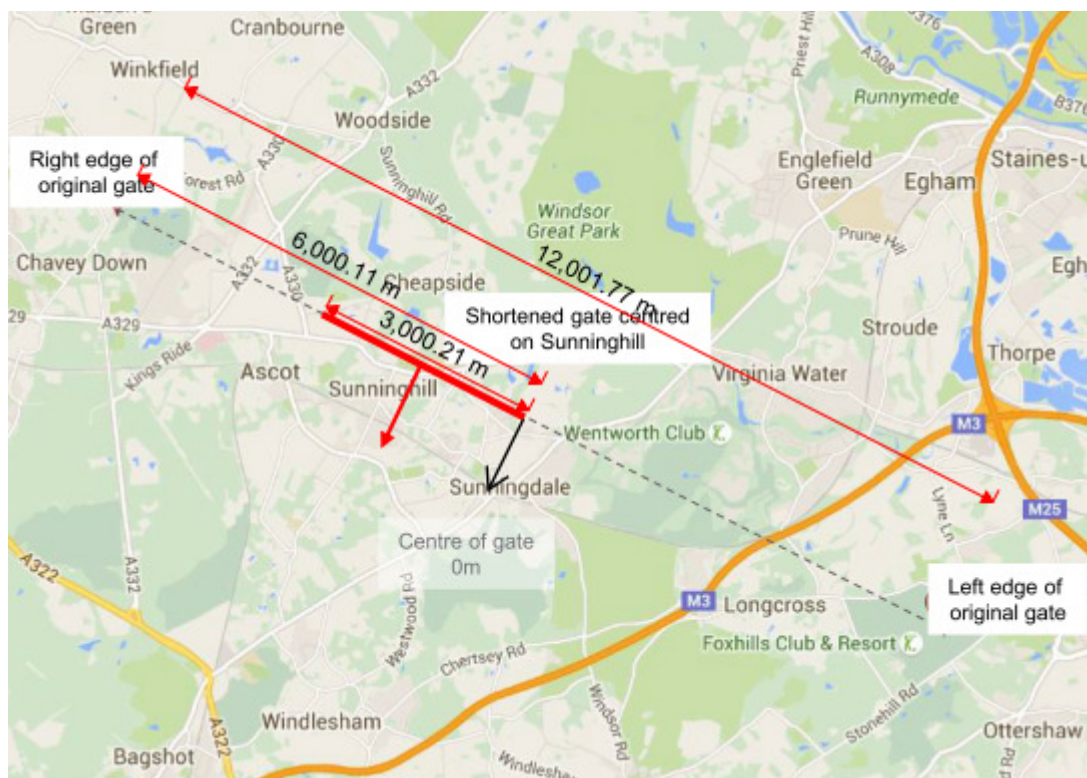 Green
Cranbourne
Winkfield
Woodside
A332
A330
Sunninghill Rd
Right edge of
original gate
Forest Rd
Chavey Down
A332
A330
A329
Kings Ride
Ascot
Sunninghill
Cheapside
6,000.11 m
3,000.21 m
12,001.77 m
Shortened gate centred
on Sunninghill
Windsor
Great Park
Priest Hill
A308
B376
Runnymede
Englefield
Green
Egham
Staines-u
Prune Hill
Stroude
Thorpe
Virginia Water
Wentworth Club
M3
M25
Lyne Ln
Sunningdale
Centre of gate
0m
Left edge of
original gate
M3
Longcross
Foxhills Club & Resort
Stonehill Rd
Ottershaw
Westwood Rd
Chertsey Rd
Windsor Rd
Windlesham
Windlesham
A322
A332
A322
Bagshot